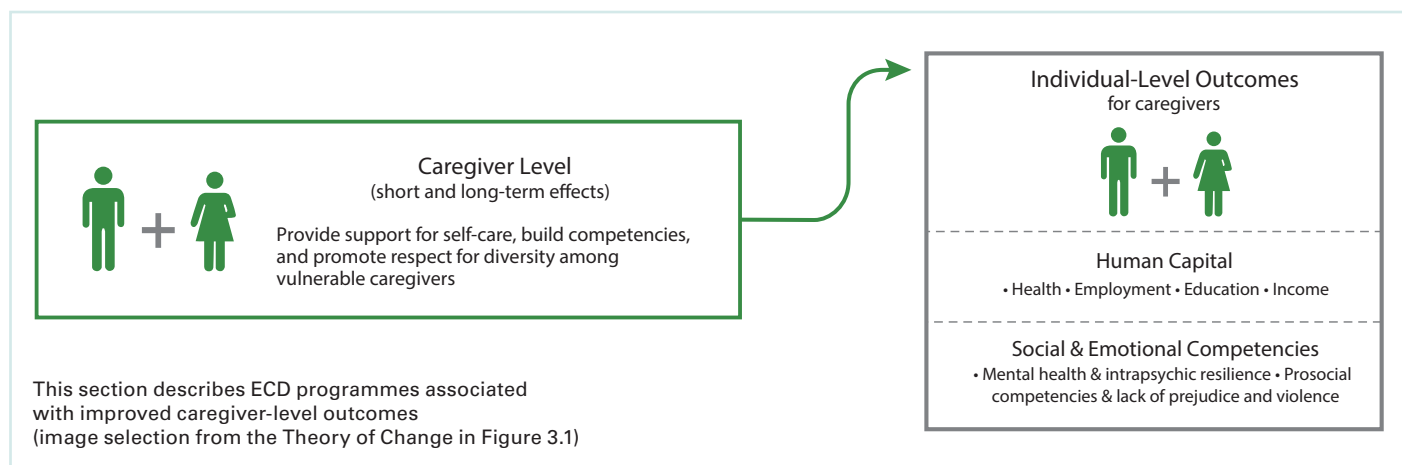 Caregiver Level
(short and long-term effects)
Provide support for self-care, build competencies,
and promote respect for diversity among
vulnerable caregivers
This section describes ECD programmes associated
with improved caregiver-level outcomes
(image selection from the Theory of Change in Figure 3.1)
Individual-Level Outcomes
for caregivers
Human Capital
• Health • Employment • Education • Income
Social & Emotional Competencies
• Mental health & intrapsychic resilience • Prosocial
competencies & lack of prejudice and violence